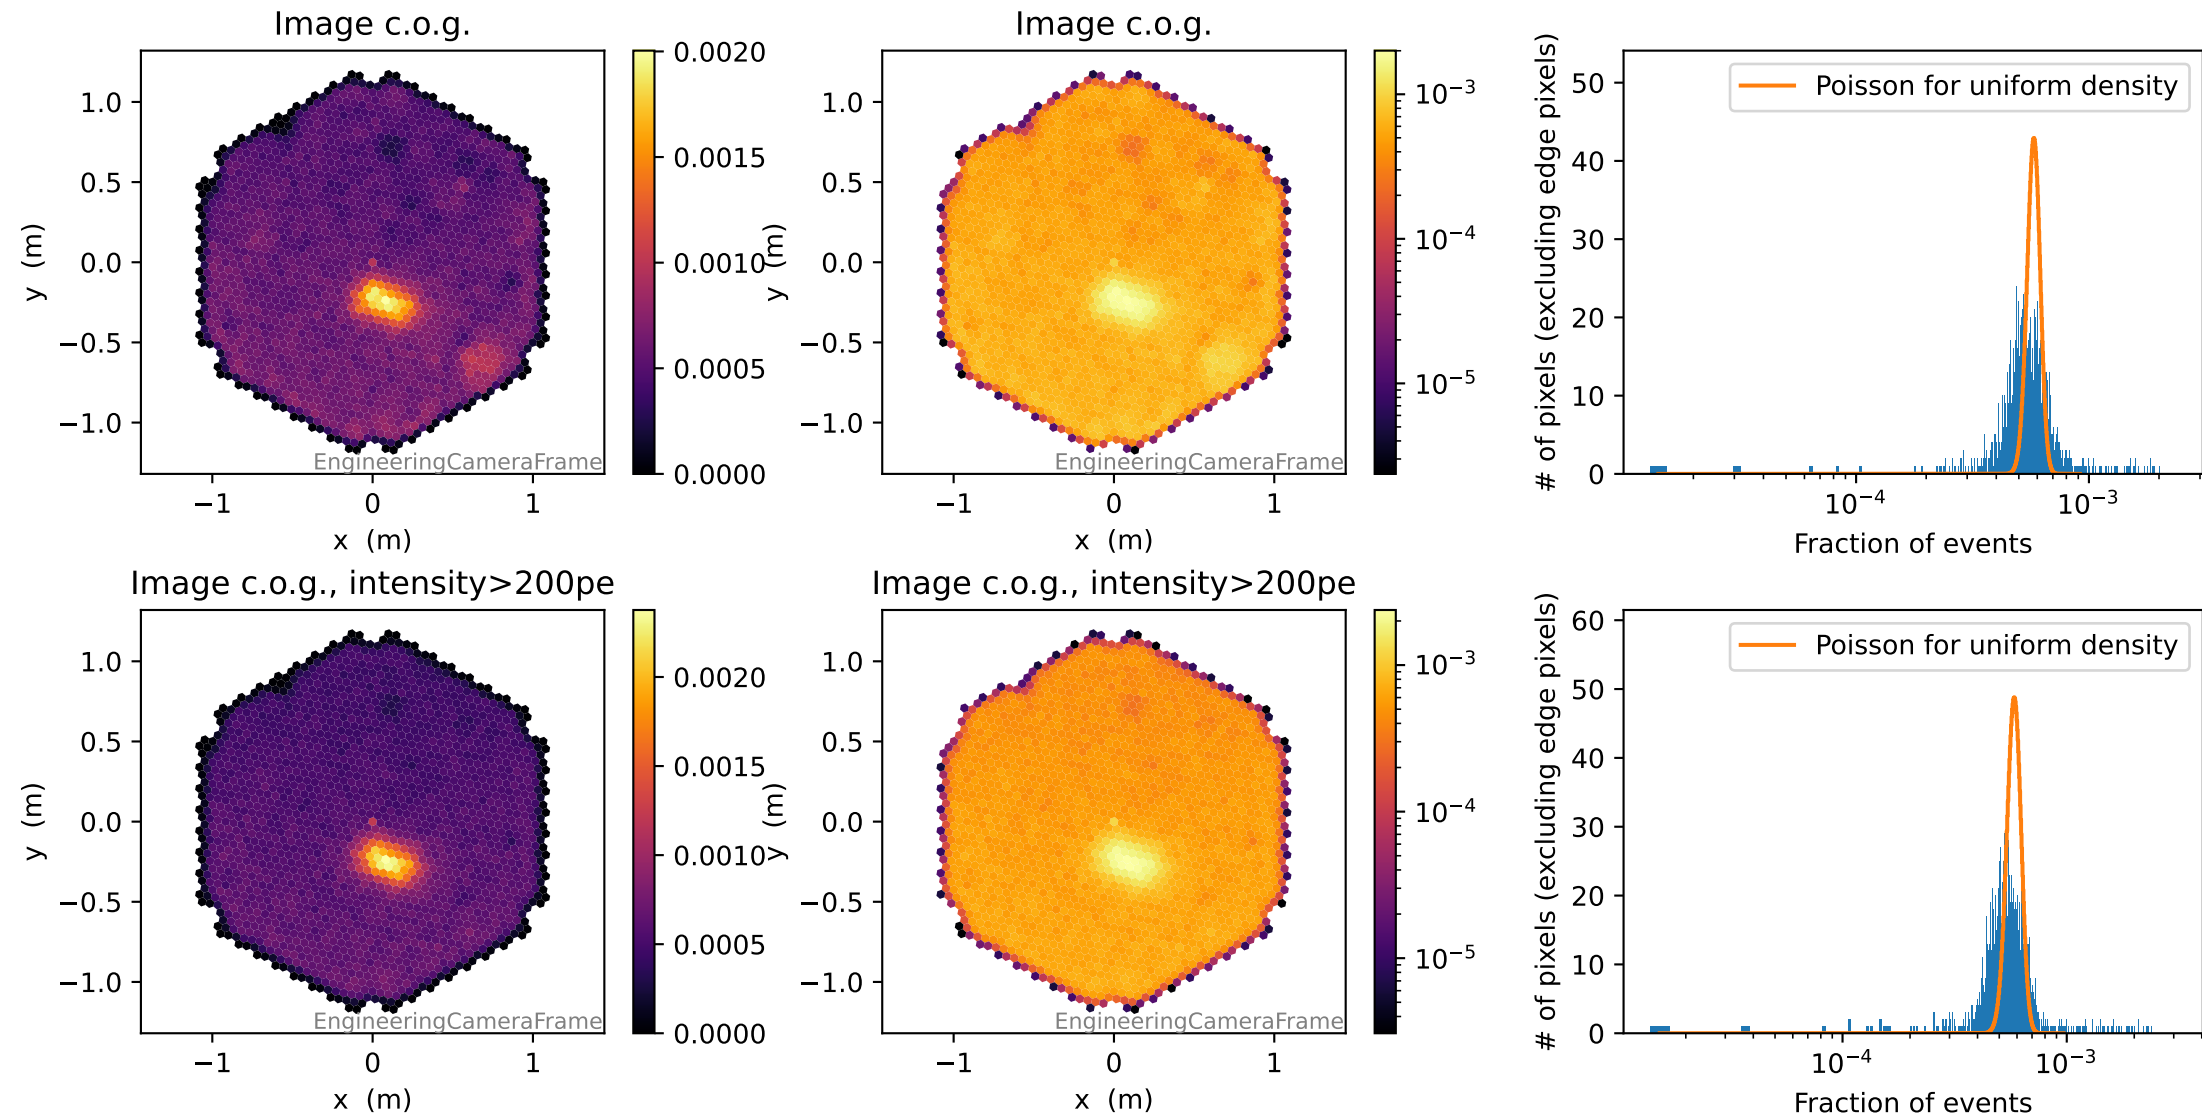 Image c.o.g.
y (m)
1.0
0.5
0.0
−0.5
−1.0
−1
0
1
x (m)
EngineeringCameraFrame
0.0020
0.0015
0.0010
0.0005
0.0000
Image c.o.g.
y (m)
1.0
0.5
0.0
−0.5
−1.0
−1
0
1
x (m)
EngineeringCameraFrame
10⁻³
10⁻⁴
10⁻⁵
# of pixels (excluding edge pixels)
50
40
30
20
10
0
Poisson for uniform density
10⁻⁴
10⁻³
Fraction of events
Image c.o.g., intensity>200pe
y (m)
1.0
0.5
0.0
−0.5
−1.0
−1
0
1
x (m)
EngineeringCameraFrame
0.0020
0.0015
0.0010
0.0005
0.0000
Image c.o.g., intensity>200pe
y (m)
1.0
0.5
0.0
−0.5
−1.0
−1
0
1
x (m)
EngineeringCameraFrame
10⁻³
10⁻⁴
10⁻⁵
# of pixels (excluding edge pixels)
60
50
40
30
20
10
0
Poisson for uniform density
10⁻⁴
10⁻³
Fraction of events